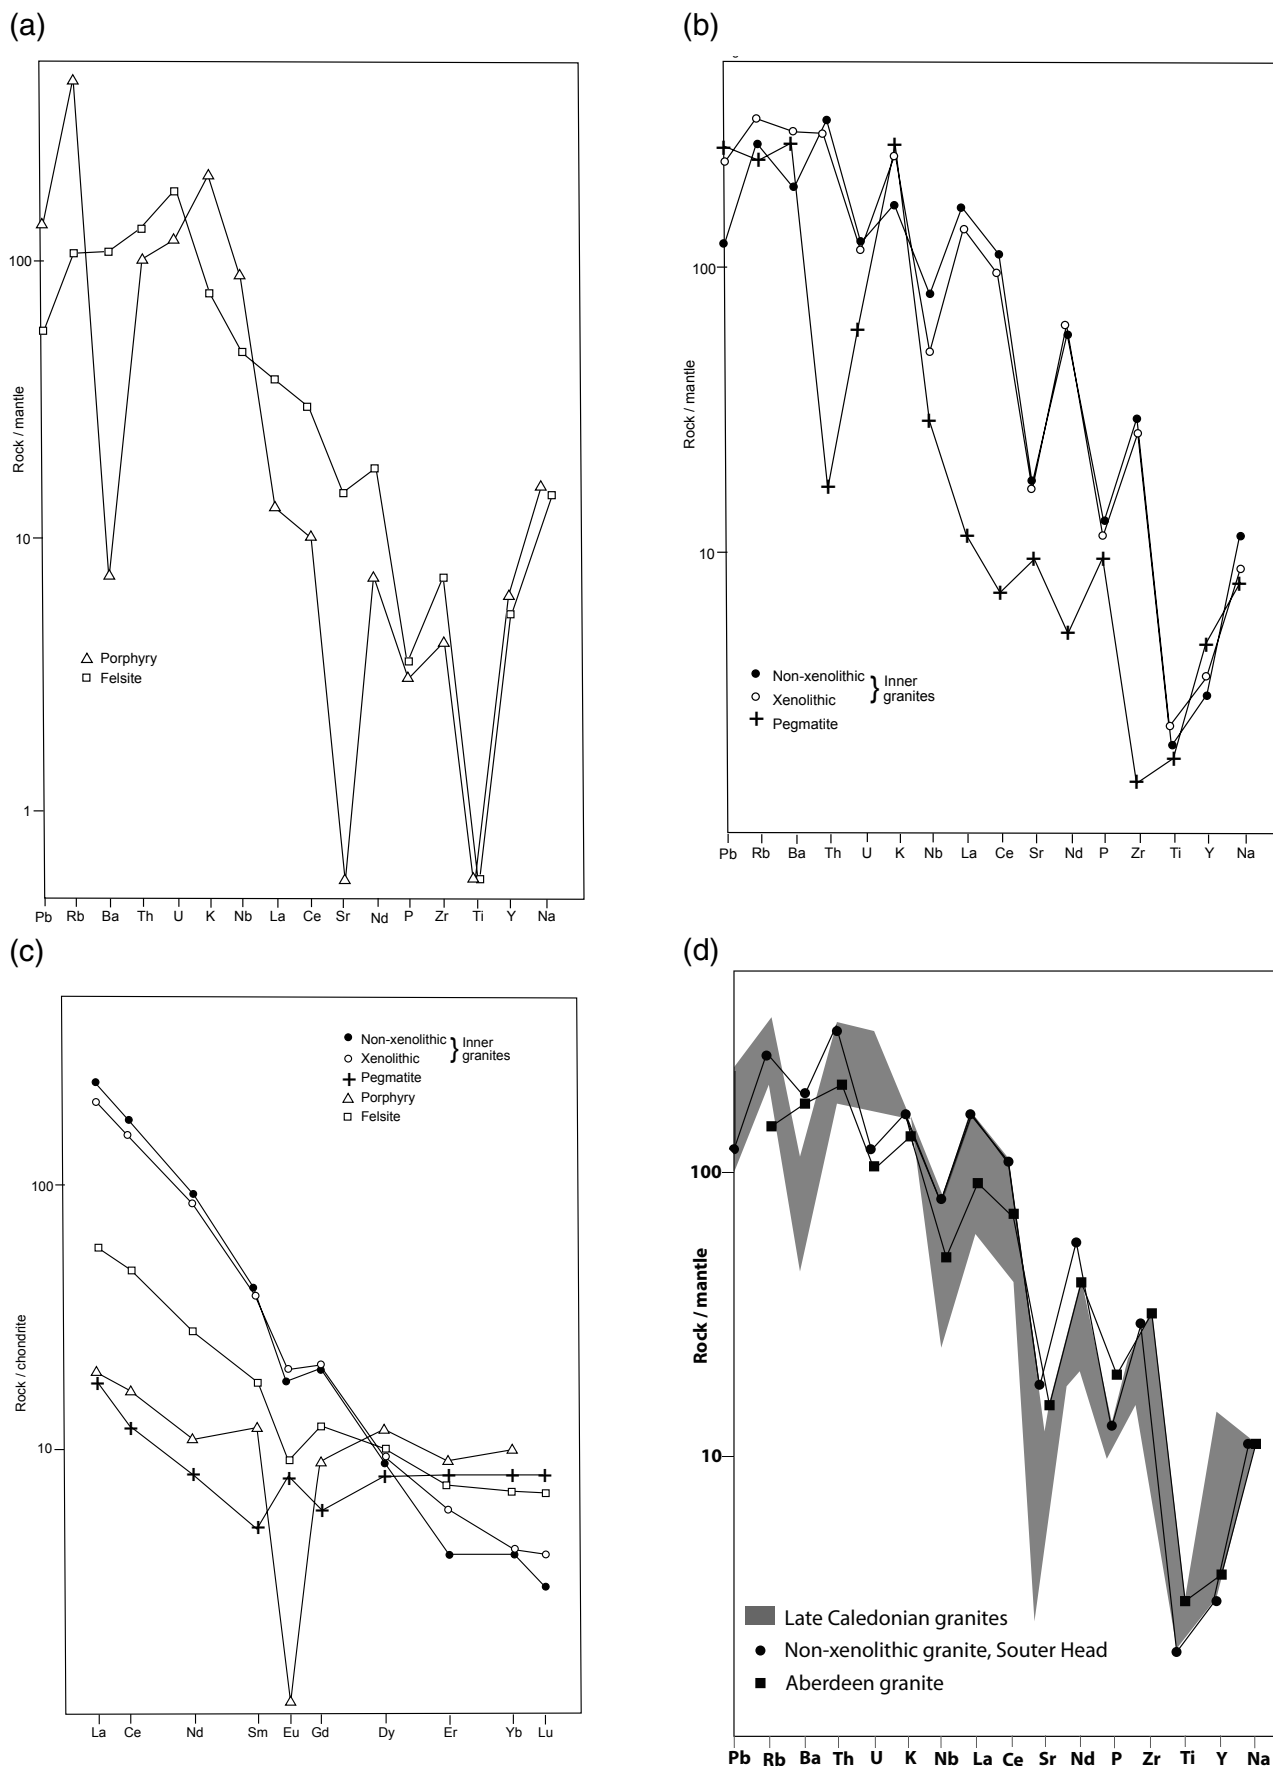 (a)
100
10
1
Rock / mantle
Porphyry
Felsite
Pb Rb Ba Th U K Nb La Ce Sr Nd P Zr Ti Y Na
(b)
100
10
Rock / mantle
Non-xenolithic
Xenolithic
} Inner
granites
Pegmatite
Pb Rb Ba Th U K Nb La Ce Sr Nd P Zr Ti Y Na
(c)
100
10
Rock / chondrite
Non-xenolithic
Xenolithic
} Inner
granites
Pegmatite
Porphyry
Felsite
La Ce Nd Sm Eu Gd Dy Er Yb Lu
(d)
100
10
Rock / mantle
Late Caledonian granites
Non-xenolithic granite, Souter Head
Aberdeen granite
Pb Rb Ba Th U K Nb La Ce Sr Nd P Zr Ti Y Na